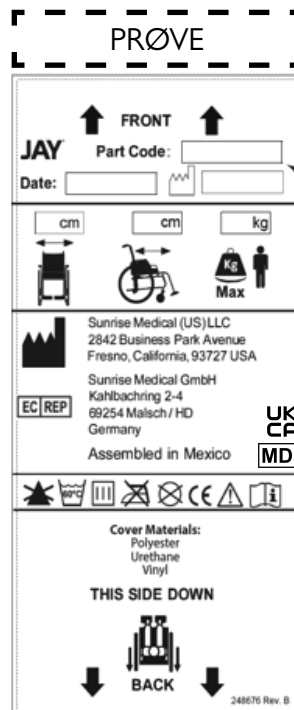 PRØVE
FRONT
JAY
Part Code:
Date:
cm
cm
kg
Kg
Max
Sunrise Medical (US)LLC
2842 Business Park Avenue
Fresno, California, 93727 USA
Sunrise Medical GmbH
Kahlbachring 2-4
EC REP
69254 Malsch / HD
Germany
UK
CA
Assembled in Mexico
MD
60°C
CE
i
Cover Materials:
Polyester
Urethane
Vinyl
THIS SIDE DOWN
BACK
248676 Rev. B